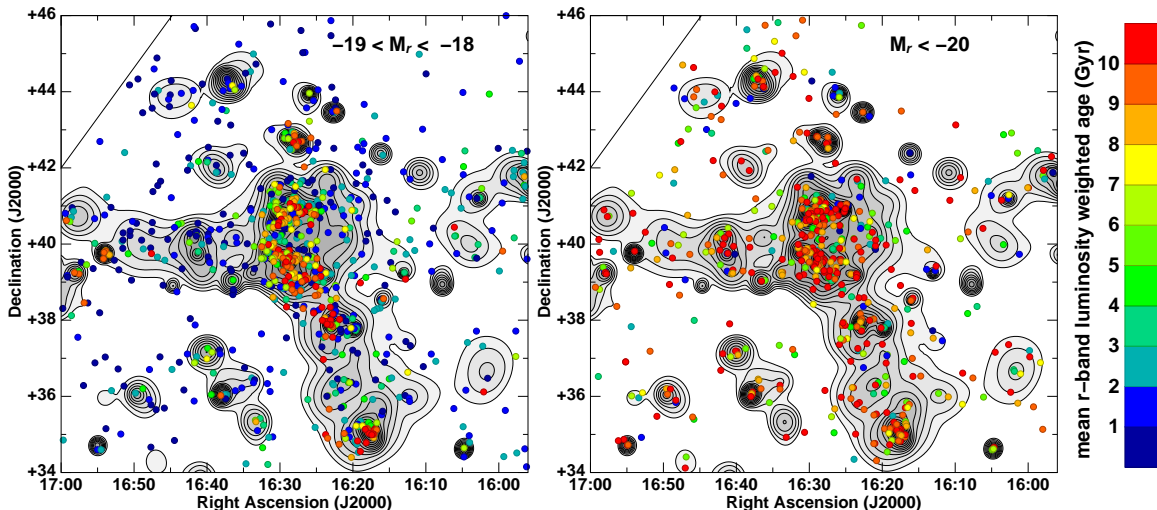 −19 < Mr < −18
+46
+44
+42
+40
+38
+36
+34
Declination (J2000)
17:00 16:50 16:40 16:30 16:20 16:10 16:00
Right Ascension (J2000)
Mr < −20
+46
+44
+42
+40
+38
+36
+34
Declination (J2000)
17:00 16:50 16:40 16:30 16:20 16:10 16:00
Right Ascension (J2000)
10
9
8
7
6
5
4
3
2
1
mean r−band luminosity weighted age (Gyr)